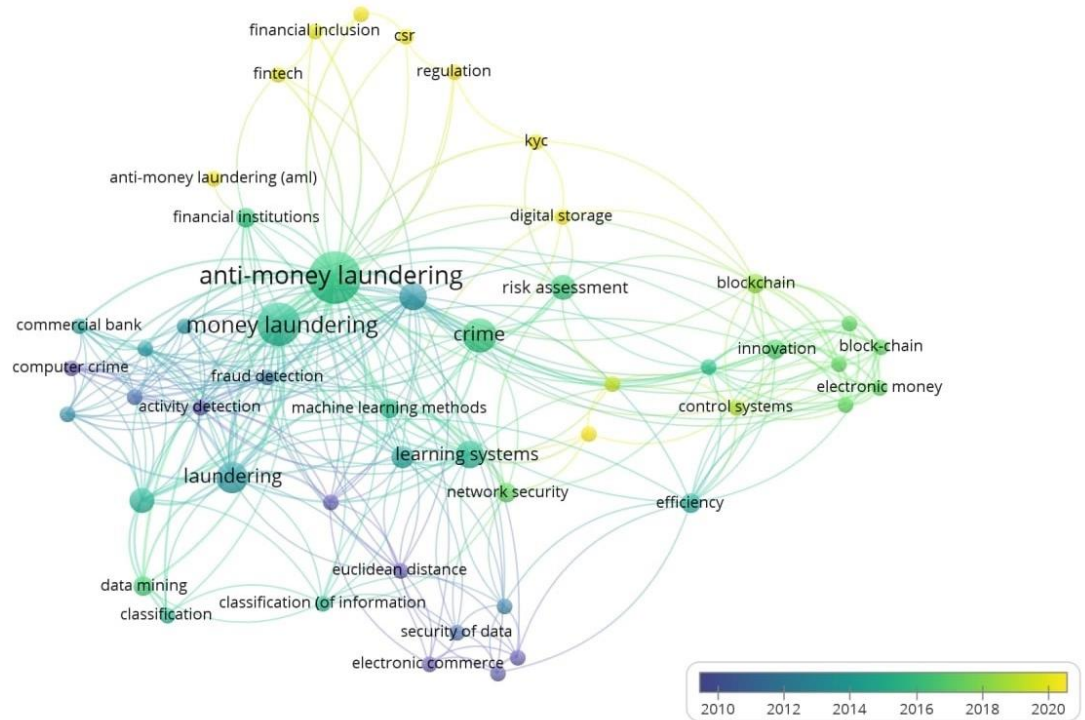 financial inclusion
csr
fintech
regulation
kyc
anti-money laundering (aml)
financial institutions
digital storage
anti-money laundering
risk assessment
blockchain
commercial bank
money laundering
crime
innovation
block-chain
computer crime
fraud detection
electronic money
activity detection
machine learning methods
control systems
learning systems
laundering
network security
efficiency
euclidean distance
data mining
classification (of information
classification
security of data
electronic commerce
2010 2012 2014 2016 2018 2020